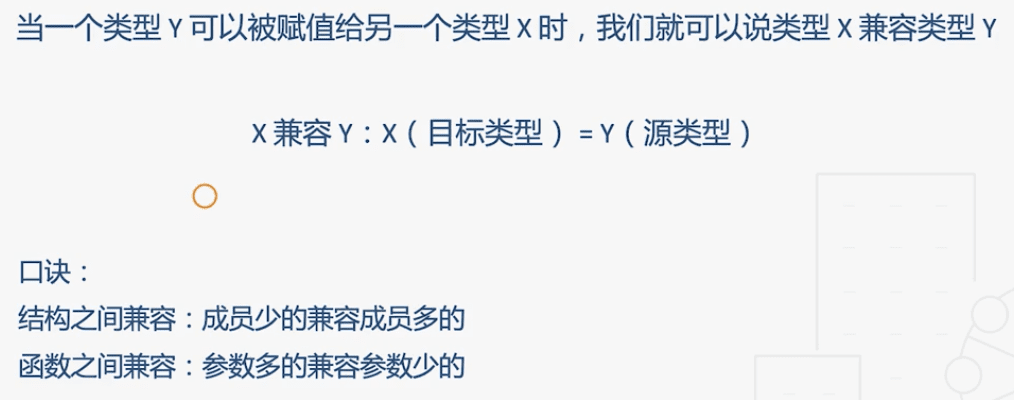 当一个类型 Y 可以被赋值给另一个类型 X 时，我们就可以说类型 X 兼容类型 Y
X 兼容 Y：X（目标类型）= Y（源类型）
口诀：
结构之间兼容：成员少的兼容成员多的
函数之间兼容：参数多的兼容参数少的